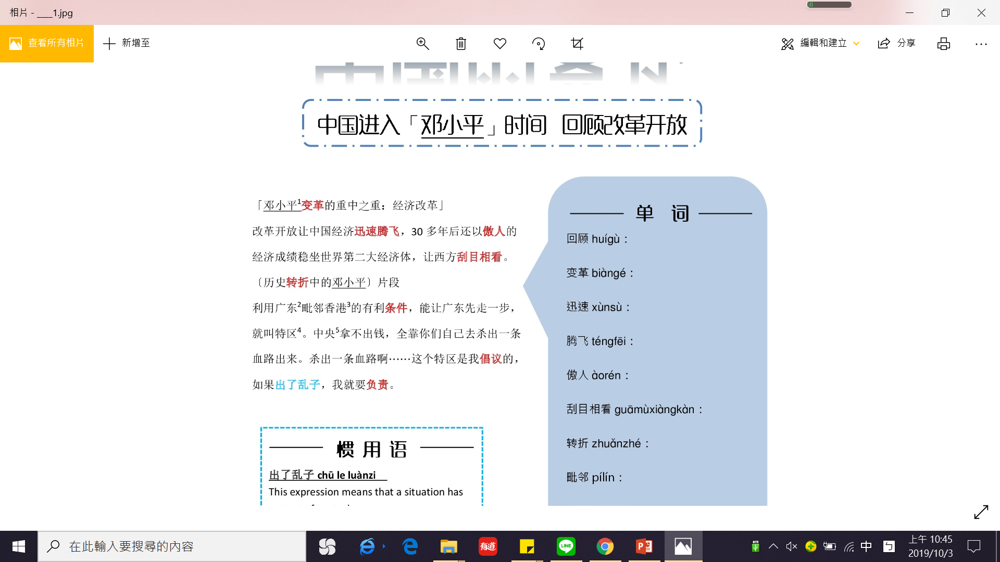 相片 - ___1.jpg
查看所有相片
新增至
編輯和建立
分享
中国进入「邓小平」时间 回顾改革开放
「邓小平1变革的重中之重：经济改革」
改革开放让中国经济迅速腾飞，30 多年后还以傲人的
经济成绩稳坐世界第二大经济体，让西方刮目相看。
〔历史转折中的邓小平〕片段
利用广东2毗邻香港3的有利条件，能让广东先走一步，
就叫特区4。中央5拿不出钱，全靠你们自己去杀出一条
血路出来。杀出一条血路啊……这个特区是我倡议的，
如果出了乱子，我就要负责。
惯用语
出了乱子 chū le luànzi
This expression means that a situation has
单 词
回顾 huígù：
变革 biàngé：
迅速 xùnsù：
腾飞 téngfēi：
傲人 àorén：
刮目相看 guāmùxiàngkàn：
转折 zhuǎnzhé：
毗邻 pílín：
在此輸入要搜尋的內容
有道
LINE
中
ㄅ
上午 10:45
2019/10/3